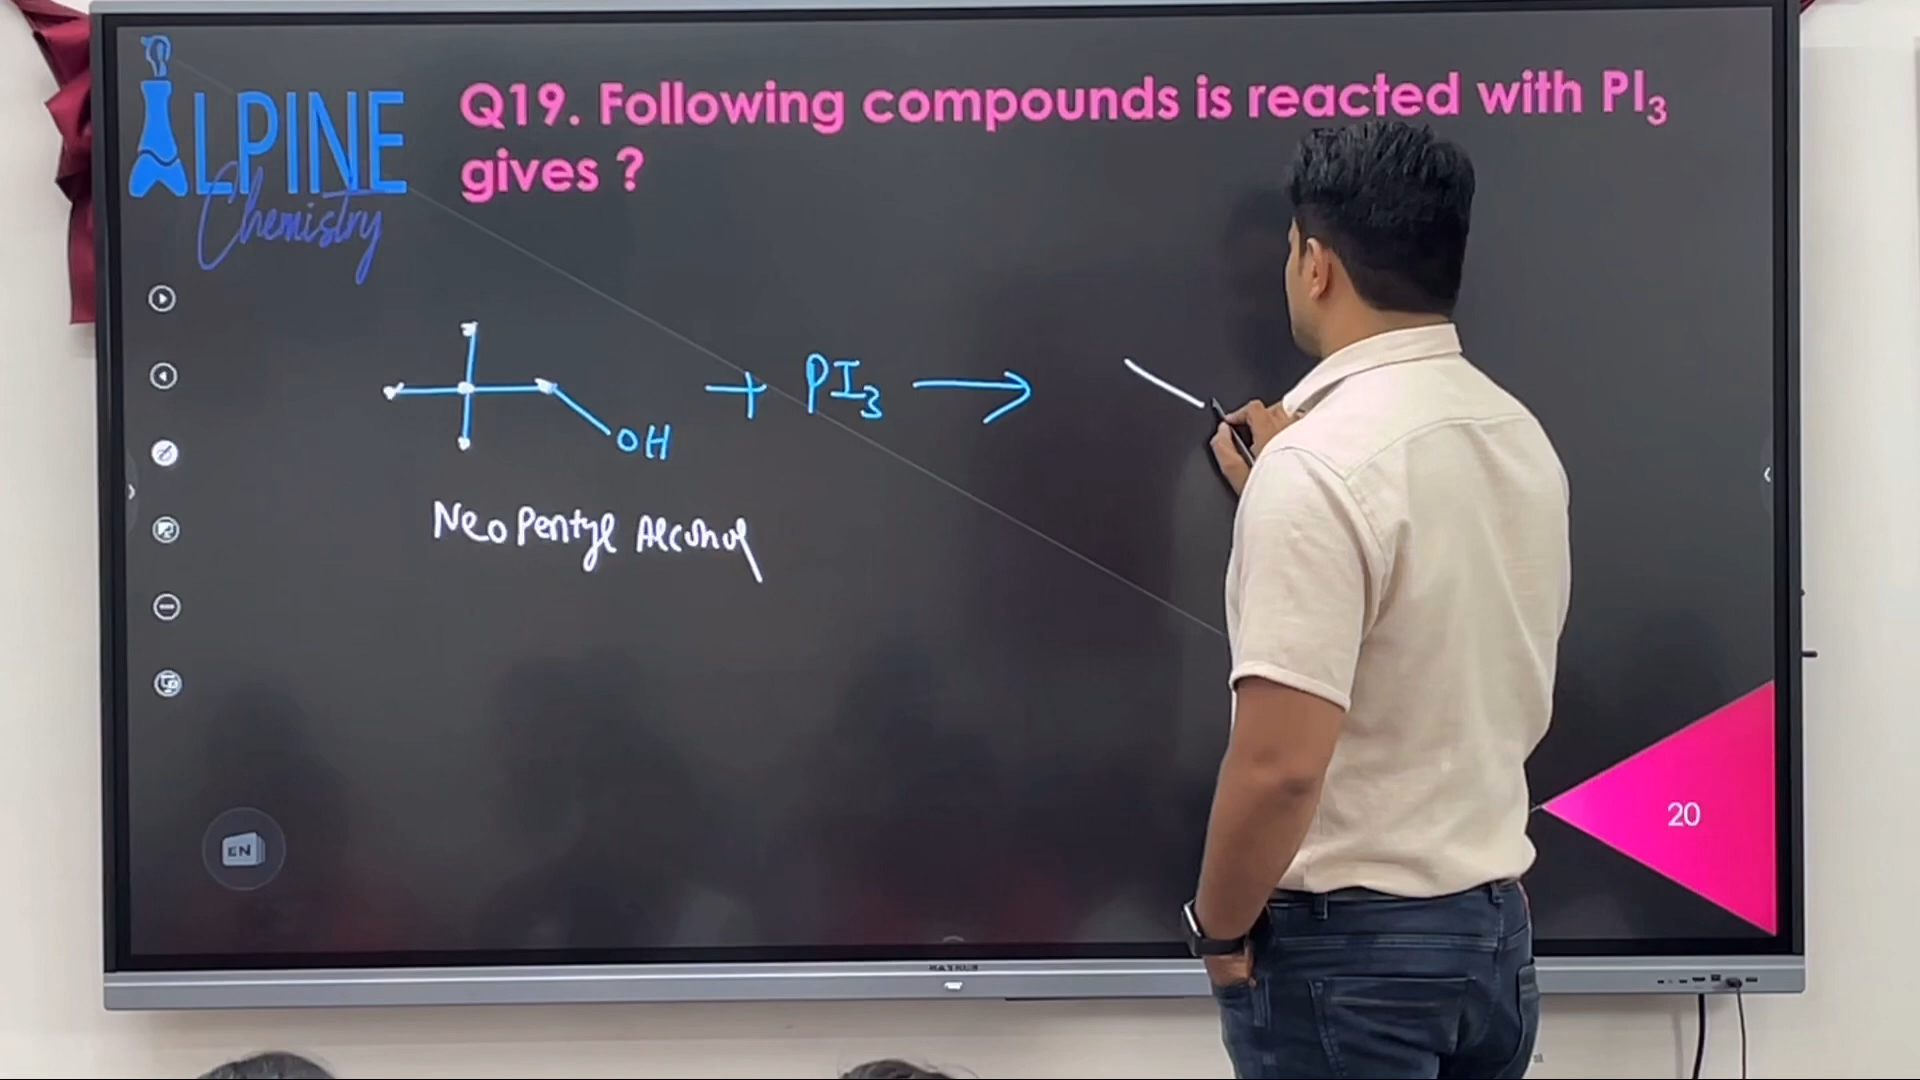 ALPINE
Chemistry
Q19. Following compounds is reacted with PI₃
gives ?
OH + PI₃ →
Neo Pentyl Alcohol
20
EN